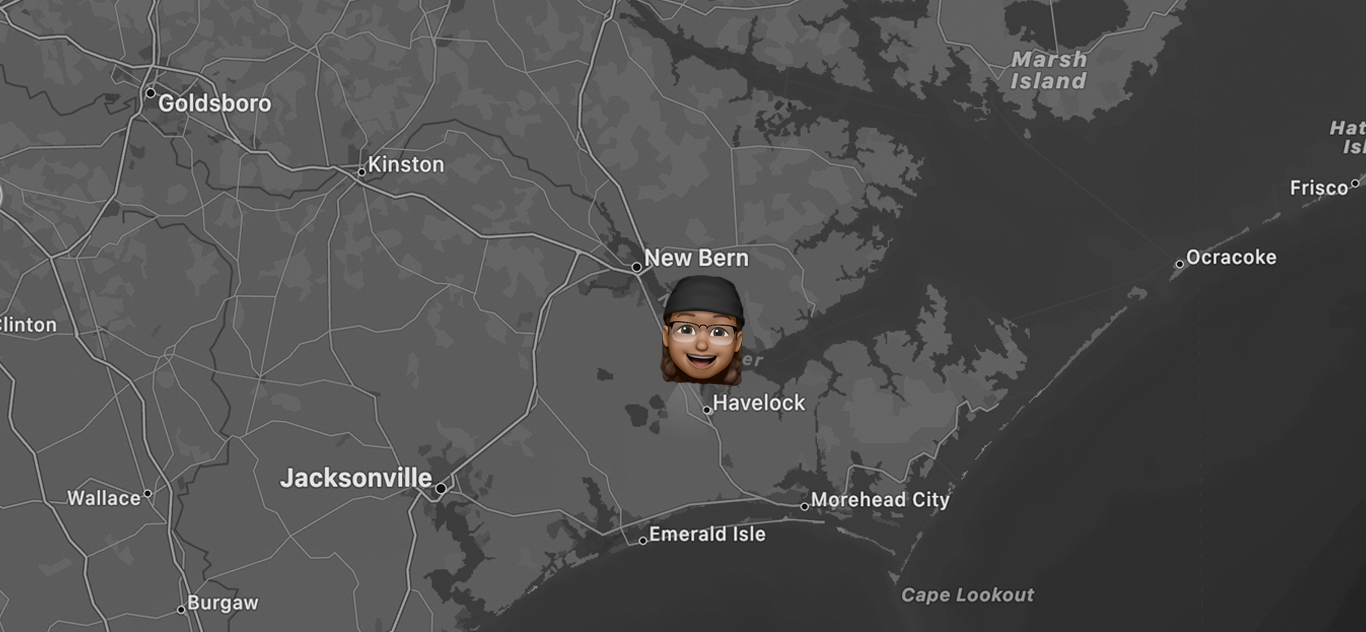 Marsh
Island
Goldsboro
Hat
Isl
Kinston
Frisco
New Bern
Ocracoke
Clinton
er
Havelock
Jacksonville
Wallace
Morehead City
Emerald Isle
Cape Lookout
Burgaw